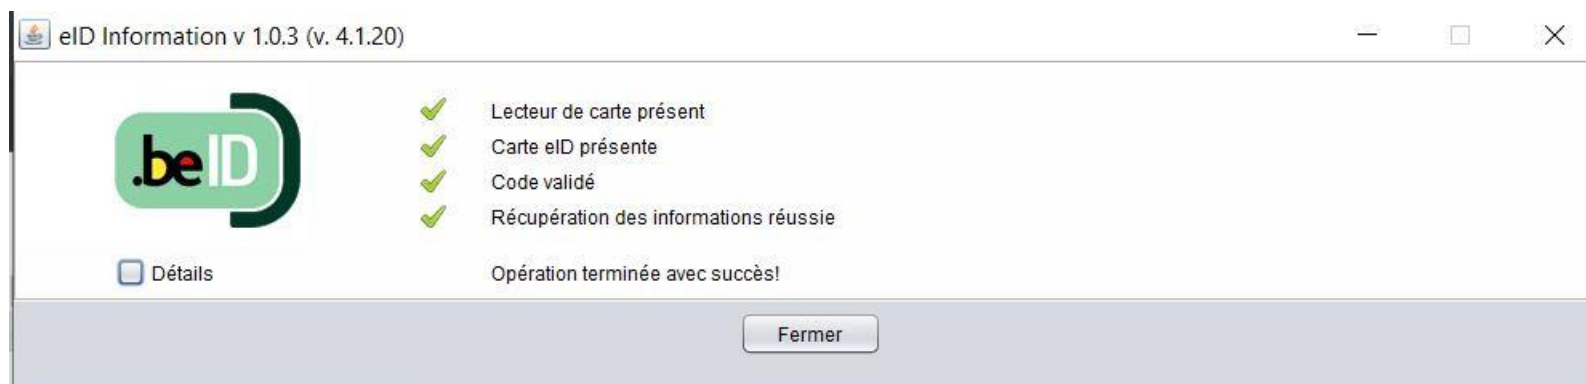 eID Information v 1.0.3 (v. 4.1.20)
.beID
Lecteur de carte présent
Carte eID présente
Code validé
Récupération des informations réussie
Détails
Opération terminée avec succès!
Fermer